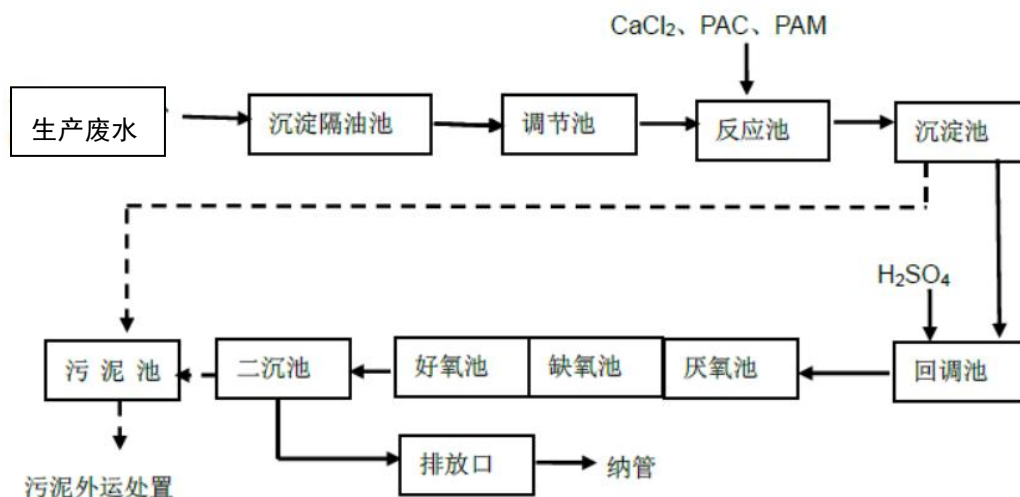 CaCl₂、PAC、PAM
生产废水
沉淀隔油池
调节池
反应池
沉淀池
H₂SO₄
污 泥 池
二沉池
好氧池
缺氧池
厌氧池
回调池
排放口
纳管
污泥外运处置